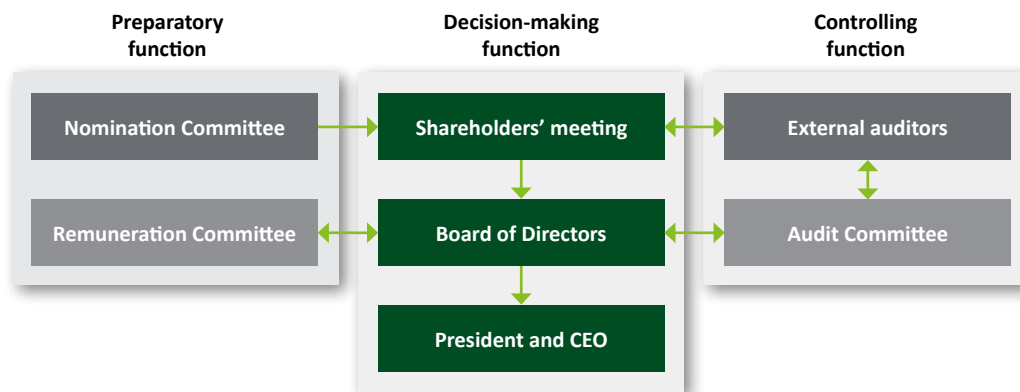 Preparatory
function
Decision-making
function
Controlling
function
Nomination Committee
Shareholders’ meeting
External auditors
Remuneration Committee
Board of Directors
Audit Committee
President and CEO